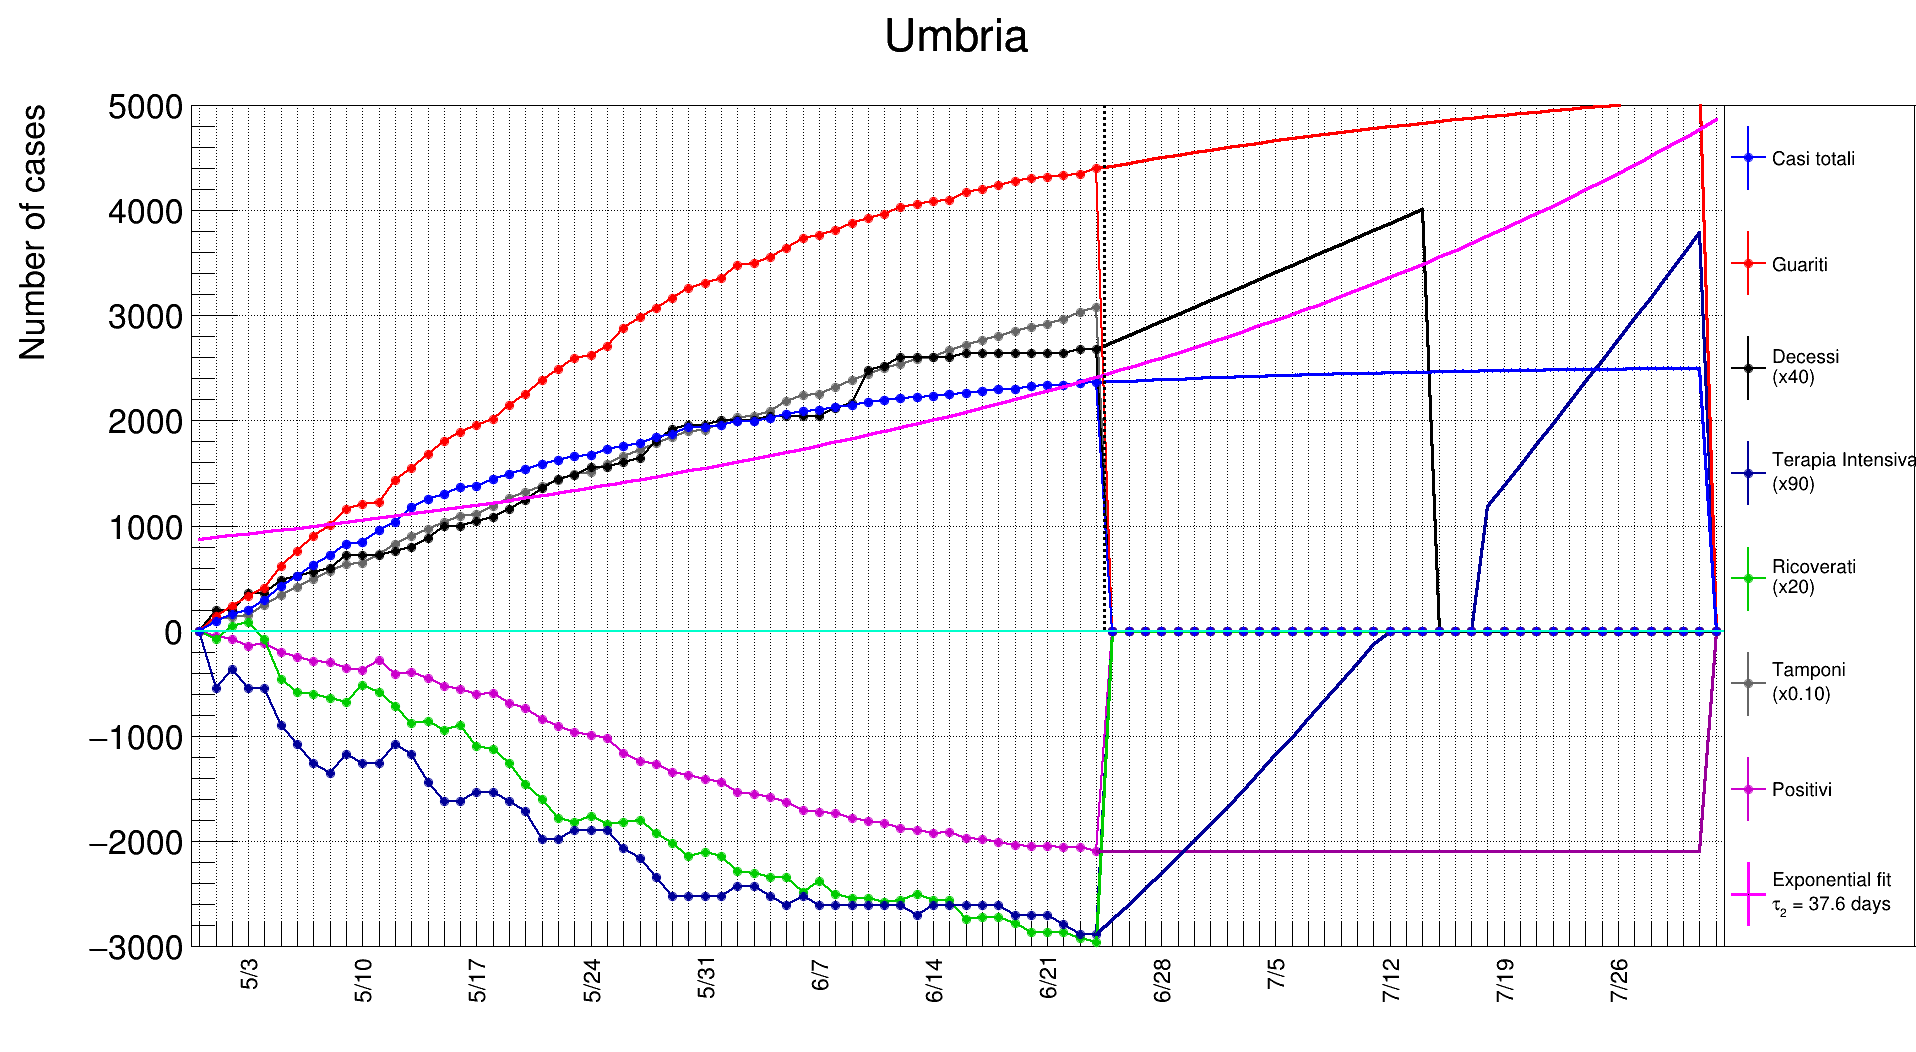 Umbria
Number of cases
5000
4000
3000
2000
1000
0
−1000
−2000
−3000
5/3
5/10
5/17
5/24
5/31
6/7
6/14
6/21
6/28
7/5
7/12
7/19
7/26
Casi totali
Guariti
Decessi
(x40)
Terapia Intensiva
(x90)
Ricoverati
(x20)
Tamponi
(x0.10)
Positivi
Exponential fit
τ2 = 37.6 days